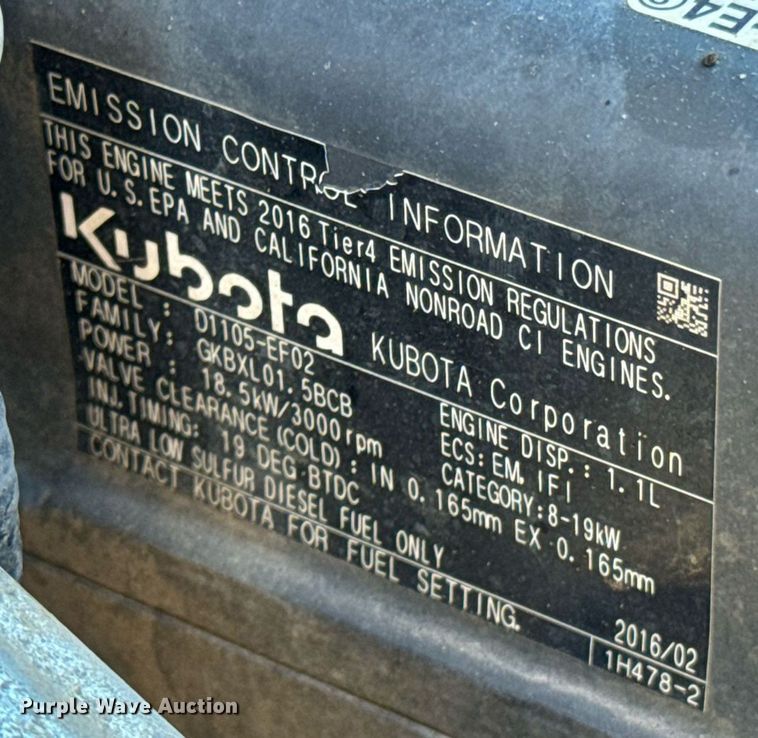 EMISSION CONTROL INFORMATION
THIS ENGINE MEETS 2016 Tier4 EMISSION REGULATIONS
FOR U.S.EPA AND CALIFORNIA NONROAD CI ENGINES.
Kubota KUBOTA Corporation
MODEL : D1105-EF02 ENGINE DISP.: 1.1L
FAMILY: GKBXL01.5BCB ECS: EM, IFI
POWER : 18.5kW/3000rpm CATEGORY:8-19kW
VALVE CLEARANCE(COLD): IN 0.165mm EX 0.165mm
INJ.TIMING: 19 DEG BTDC
ULTRA LOW SULFUR DIESEL FUEL ONLY
CONTACT KUBOTA FOR FUEL SETTING.
2016/02
1H478-2
Purple Wave Auction